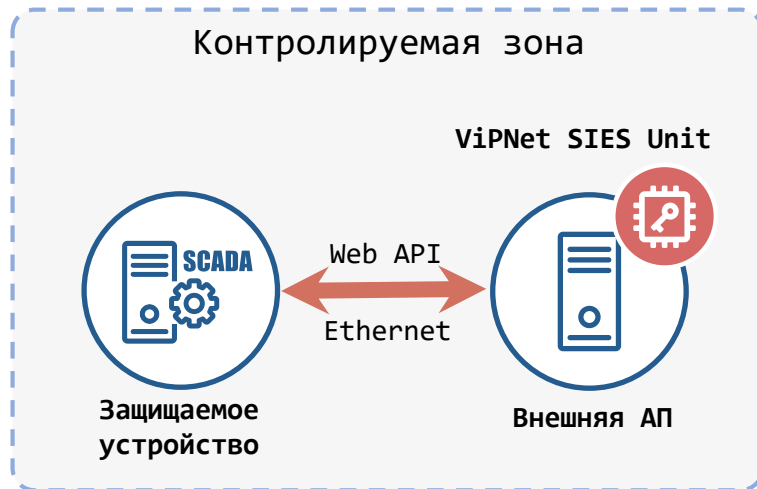 Контролируемая зона
ViPNet SIES Unit
SCADA
Web API
Ethernet
Защищаемое
устройство
Внешняя АП